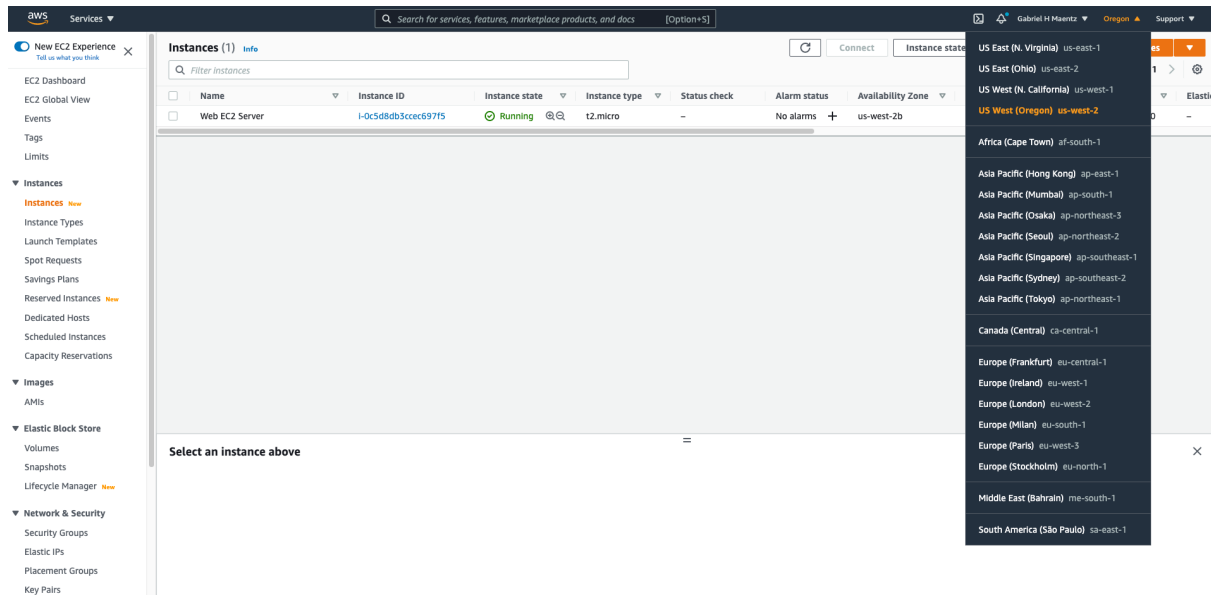 aws Services ▼ Search for services, features, marketplace products, and docs [Option+S] Gabriel H Maentz ▼ Oregon ▲ Support ▼
New EC2 Experience
Tell us what you think
EC2 Dashboard
EC2 Global View
Events
Tags
Limits
▼ Instances
Instances New
Instance Types
Launch Templates
Spot Requests
Savings Plans
Reserved Instances New
Dedicated Hosts
Scheduled Instances
Capacity Reservations
▼ Images
AMIs
▼ Elastic Block Store
Volumes
Snapshots
Lifecycle Manager New
▼ Network & Security
Security Groups
Elastic IPs
Placement Groups
Key Pairs
Instances (1) Info Connect Instance state es ▼
Filter instances 1 >
Name Instance ID Instance state Instance type Status check Alarm status Availability Zone Elastic
Web EC2 Server i-0c5d8db3ccec697f5 Running t2.micro – No alarms + us-west-2b 0 –
Select an instance above
US East (N. Virginia) us-east-1
US East (Ohio) us-east-2
US West (N. California) us-west-1
US West (Oregon) us-west-2
Africa (Cape Town) af-south-1
Asia Pacific (Hong Kong) ap-east-1
Asia Pacific (Mumbai) ap-south-1
Asia Pacific (Osaka) ap-northeast-3
Asia Pacific (Seoul) ap-northeast-2
Asia Pacific (Singapore) ap-southeast-1
Asia Pacific (Sydney) ap-southeast-2
Asia Pacific (Tokyo) ap-northeast-1
Canada (Central) ca-central-1
Europe (Frankfurt) eu-central-1
Europe (Ireland) eu-west-1
Europe (London) eu-west-2
Europe (Milan) eu-south-1
Europe (Paris) eu-west-3
Europe (Stockholm) eu-north-1
Middle East (Bahrain) me-south-1
South America (São Paulo) sa-east-1